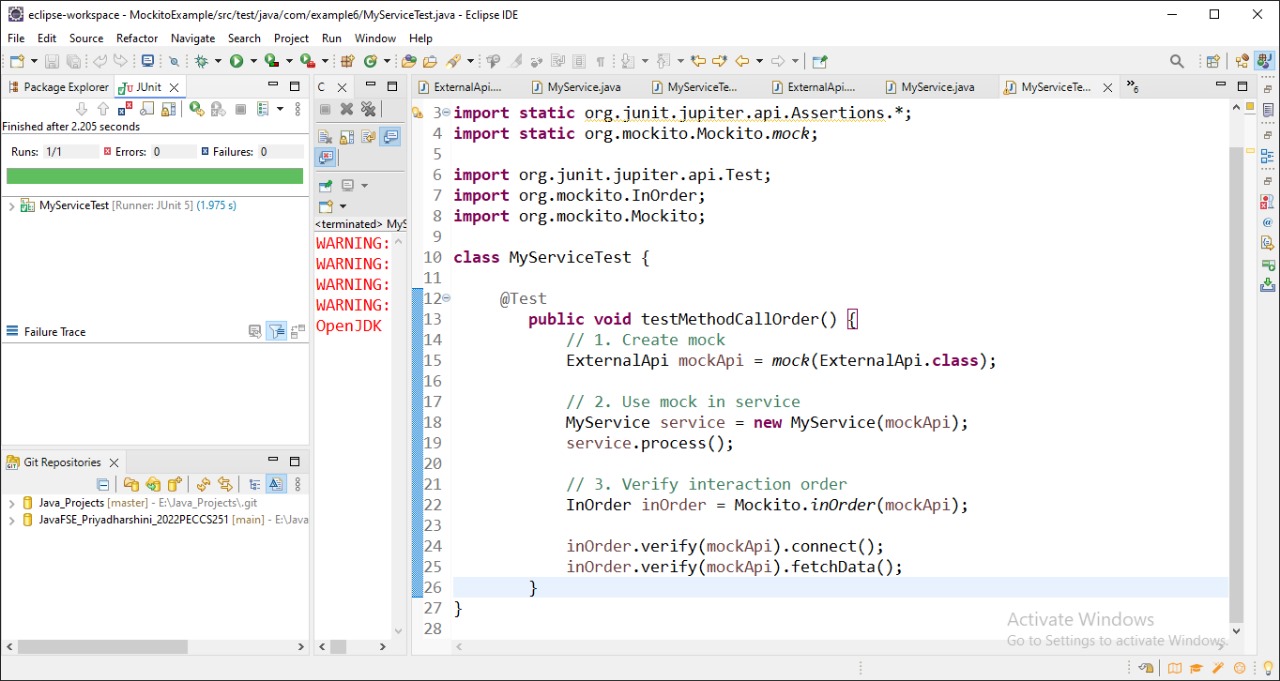 eclipse-workspace - MockitoExample/src/test/java/com/example6/MyServiceTest.java - Eclipse IDE
File Edit Source Refactor Navigate Search Project Run Window Help
Package Explorer JUnit
Finished after 2.205 seconds
Runs: 1/1 Errors: 0 Failures: 0
MyServiceTest [Runner: JUnit 5] (1.975 s)
Failure Trace
Git Repositories
Java_Projects [master] - E:\Java_Projects\.git
JavaFSE_Priyadharshini_2022PECCS251 [main] - E:\Java
C
<terminated> MyS
WARNING:
WARNING:
WARNING:
WARNING:
OpenJDK
ExternalApi.... MyService.java MyServiceTe... ExternalApi.... MyService.java MyServiceTe... »6
3 import static org.junit.jupiter.api.Assertions.*;
4 import static org.mockito.Mockito.mock;
5
6 import org.junit.jupiter.api.Test;
7 import org.mockito.InOrder;
8 import org.mockito.Mockito;
9
10 class MyServiceTest {
11
12 @Test
13 public void testMethodCallOrder() {
14 // 1. Create mock
15 ExternalApi mockApi = mock(ExternalApi.class);
16
17 // 2. Use mock in service
18 MyService service = new MyService(mockApi);
19 service.process();
20
21 // 3. Verify interaction order
22 InOrder inOrder = Mockito.inOrder(mockApi);
23
24 inOrder.verify(mockApi).connect();
25 inOrder.verify(mockApi).fetchData();
26 }
27 }
28
Activate Windows
Go to Settings to activate Windows.